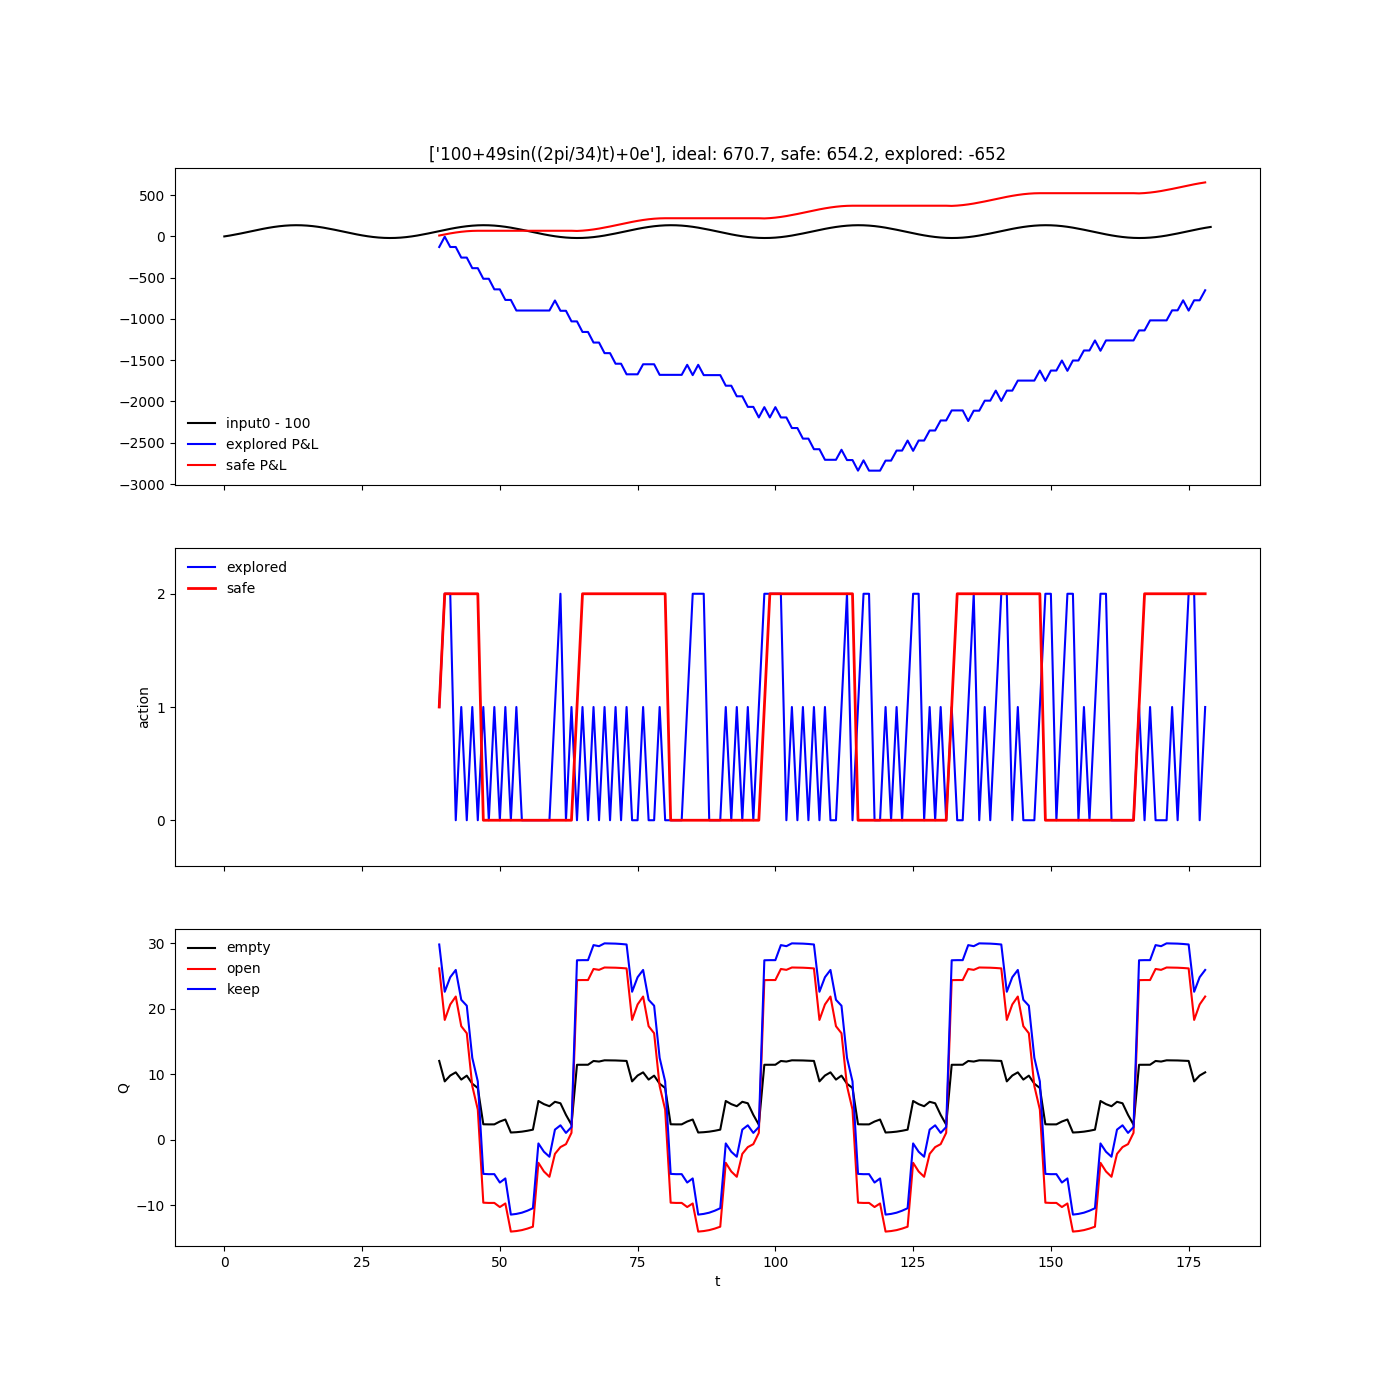 ['100+49sin((2pi/34)t)+0e'], ideal: 670.7, safe: 654.2, explored: -652
500
0
−500
−1000
−1500
−2000
−2500
−3000
input0 - 100
explored P&L
safe P&L
explored
safe
2
1
0
action
empty
open
keep
30
20
10
0
−10
Q
0 25 50 75 100 125 150 175
t